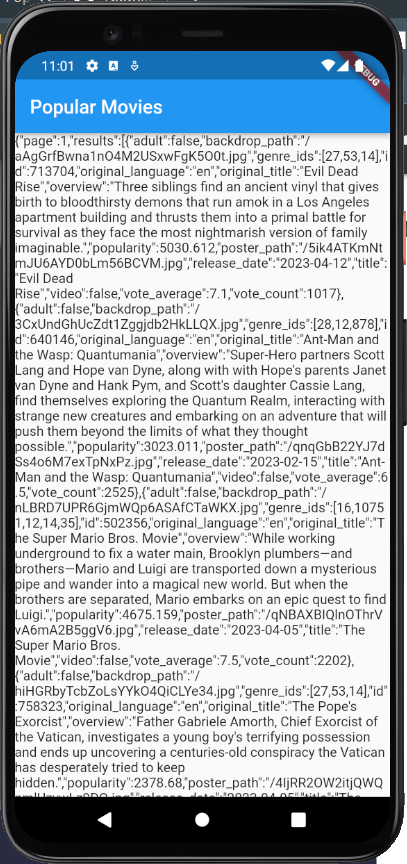 11:01
DEBUG
Popular Movies
{"page":1,"results":[{"adult":false,"backdrop_path":"/
aAgGrfBwna1nO4M2USxwFgK5O0t.jpg","genre_ids":[27,53,14],"i
d":713704,"original_language":"en","original_title":"Evil Dead
Rise","overview":"Three siblings find an ancient vinyl that gives
birth to bloodthirsty demons that run amok in a Los Angeles
apartment building and thrusts them into a primal battle for
survival as they face the most nightmarish version of family
imaginable.","popularity":5030.612,"poster_path":"/5ik4ATKmNt
mJU6AYD0bLm56BCVM.jpg","release_date":"2023-04-12","title":
"Evil Dead
Rise","video":false,"vote_average":7.1,"vote_count":1017},
{"adult":false,"backdrop_path":"/
3CxUndGhUcZdt1Zggjdb2HkLLQX.jpg","genre_ids":[28,12,878],"i
d":640146,"original_language":"en","original_title":"Ant-Man and
the Wasp: Quantumania","overview":"Super-Hero partners Scott
Lang and Hope van Dyne, along with with Hope's parents Janet
van Dyne and Hank Pym, and Scott's daughter Cassie Lang,
find themselves exploring the Quantum Realm, interacting with
strange new creatures and embarking on an adventure that will
push them beyond the limits of what they thought
possible.","popularity":3023.011,"poster_path":"/qnqGbB22YJ7d
Ss4o6M7exTpNxPz.jpg","release_date":"2023-02-15","title":"Ant-
Man and the Wasp: Quantumania","video":false,"vote_average":6
.5,"vote_count":2525},{"adult":false,"backdrop_path":"/
nLBRD7UPR6GjmWQp6ASAfCTaWKX.jpg","genre_ids":[16,1075
1,12,14,35],"id":502356,"original_language":"en","original_title":"T
he Super Mario Bros. Movie","overview":"While working
underground to fix a water main, Brooklyn plumbers—and
brothers—Mario and Luigi are transported down a mysterious
pipe and wander into a magical new world. But when the
brothers are separated, Mario embarks on an epic quest to find
Luigi.","popularity":4675.159,"poster_path":"/qNBAXBIQlnOThrV
vA6mA2B5ggV6.jpg","release_date":"2023-04-05","title":"The
Super Mario Bros.
Movie","video":false,"vote_average":7.5,"vote_count":2202},
{"adult":false,"backdrop_path":"/
hiHGRbyTcbZoLsYYkO4QiCLYe34.jpg","genre_ids":[27,53,14],"id"
:758323,"original_language":"en","original_title":"The Pope's
Exorcist","overview":"Father Gabriele Amorth, Chief Exorcist of
the Vatican, investigates a young boy's terrifying possession
and ends up uncovering a centuries-old conspiracy the Vatican
has desperately tried to keep
hidden.","popularity":2378.68,"poster_path":"/4IjRR2OW2itjQWQ